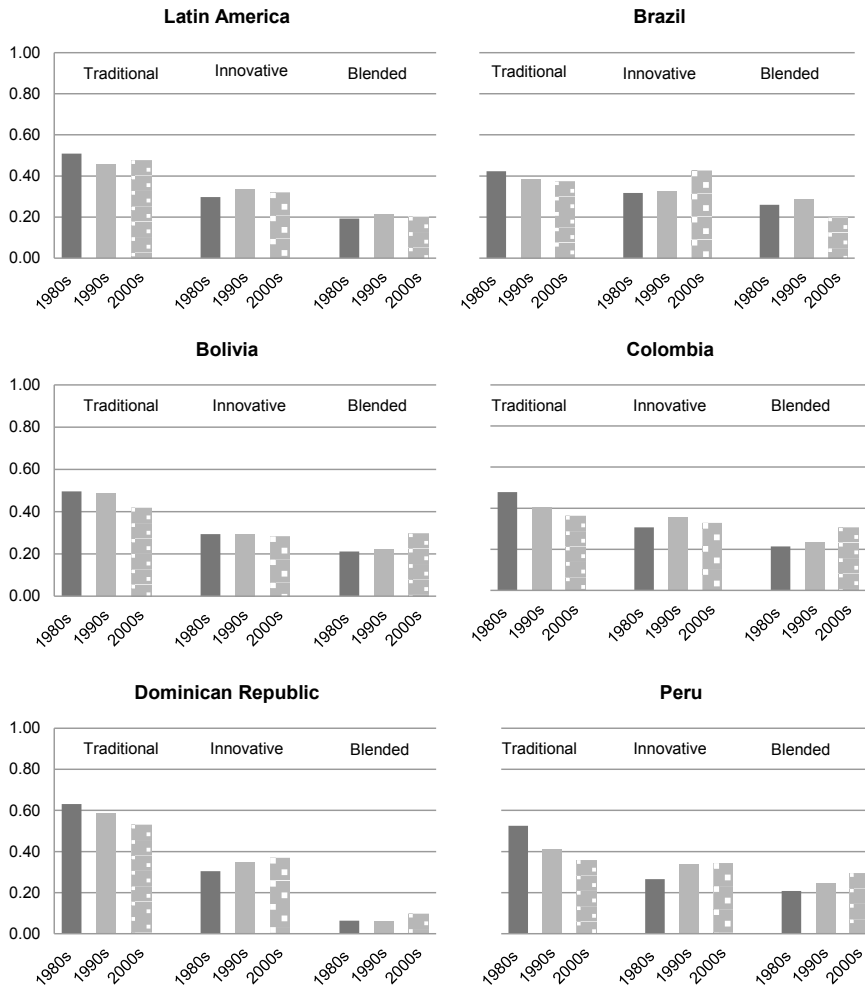 Latin America
Brazil
1.00
0.80
0.60
0.40
0.20
0.00
Traditional Innovative Blended
Traditional Innovative Blended
1980s 1990s 2000s 1980s 1990s 2000s 1980s 1990s 2000s
1980s 1990s 2000s 1980s 1990s 2000s 1980s 1990s 2000s
Bolivia
Colombia
1.00
0.80
0.60
0.40
0.20
0.00
Traditional Innovative Blended
Traditional Innovative Blended
1980s 1990s 2000s 1980s 1990s 2000s 1980s 1990s 2000s
1980s 1990s 2000s 1980s 1990s 2000s 1980s 1990s 2000s
Dominican Republic
Peru
1.00
0.80
0.60
0.40
0.20
0.00
Traditional Innovative Blended
Traditional Innovative Blended
1980s 1990s 2000s 1980s 1990s 2000s 1980s 1990s 2000s
1980s 1990s 2000s 1980s 1990s 2000s 1980s 1990s 2000s